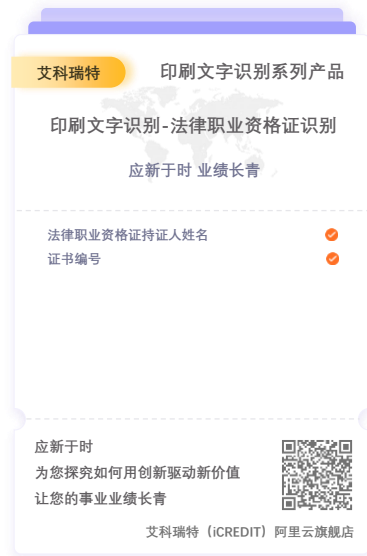 艾科瑞特
印刷文字识别系列产品
印刷文字识别-法律职业资格证识别
应新于时 业绩长青
法律职业资格证持证人姓名
证书编号
应新于时
为您探究如何用创新驱动新价值
让您的事业业绩长青
艾科瑞特（iCREDIT）阿里云旗舰店